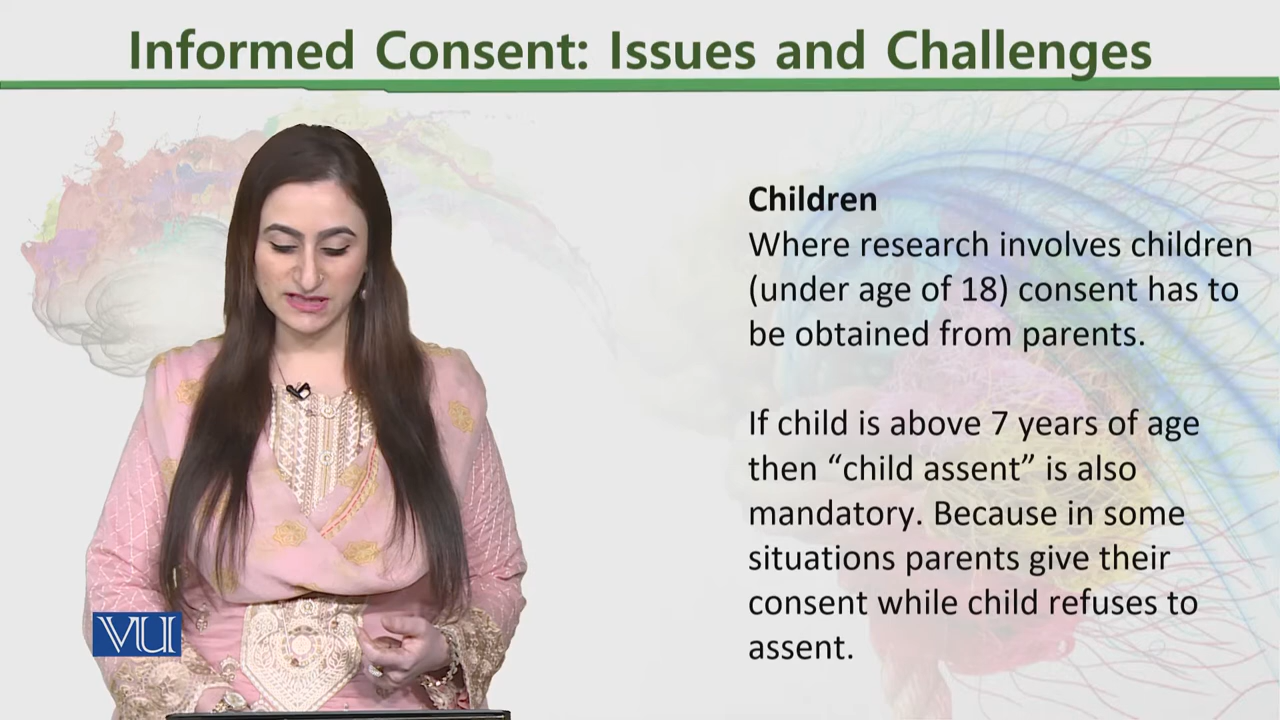 Informed Consent: Issues and Challenges
Children
Where research involves children
(under age of 18) consent has to
be obtained from parents.
If child is above 7 years of age
then “child assent” is also
mandatory. Because in some
situations parents give their
consent while child refuses to
assent.
VU